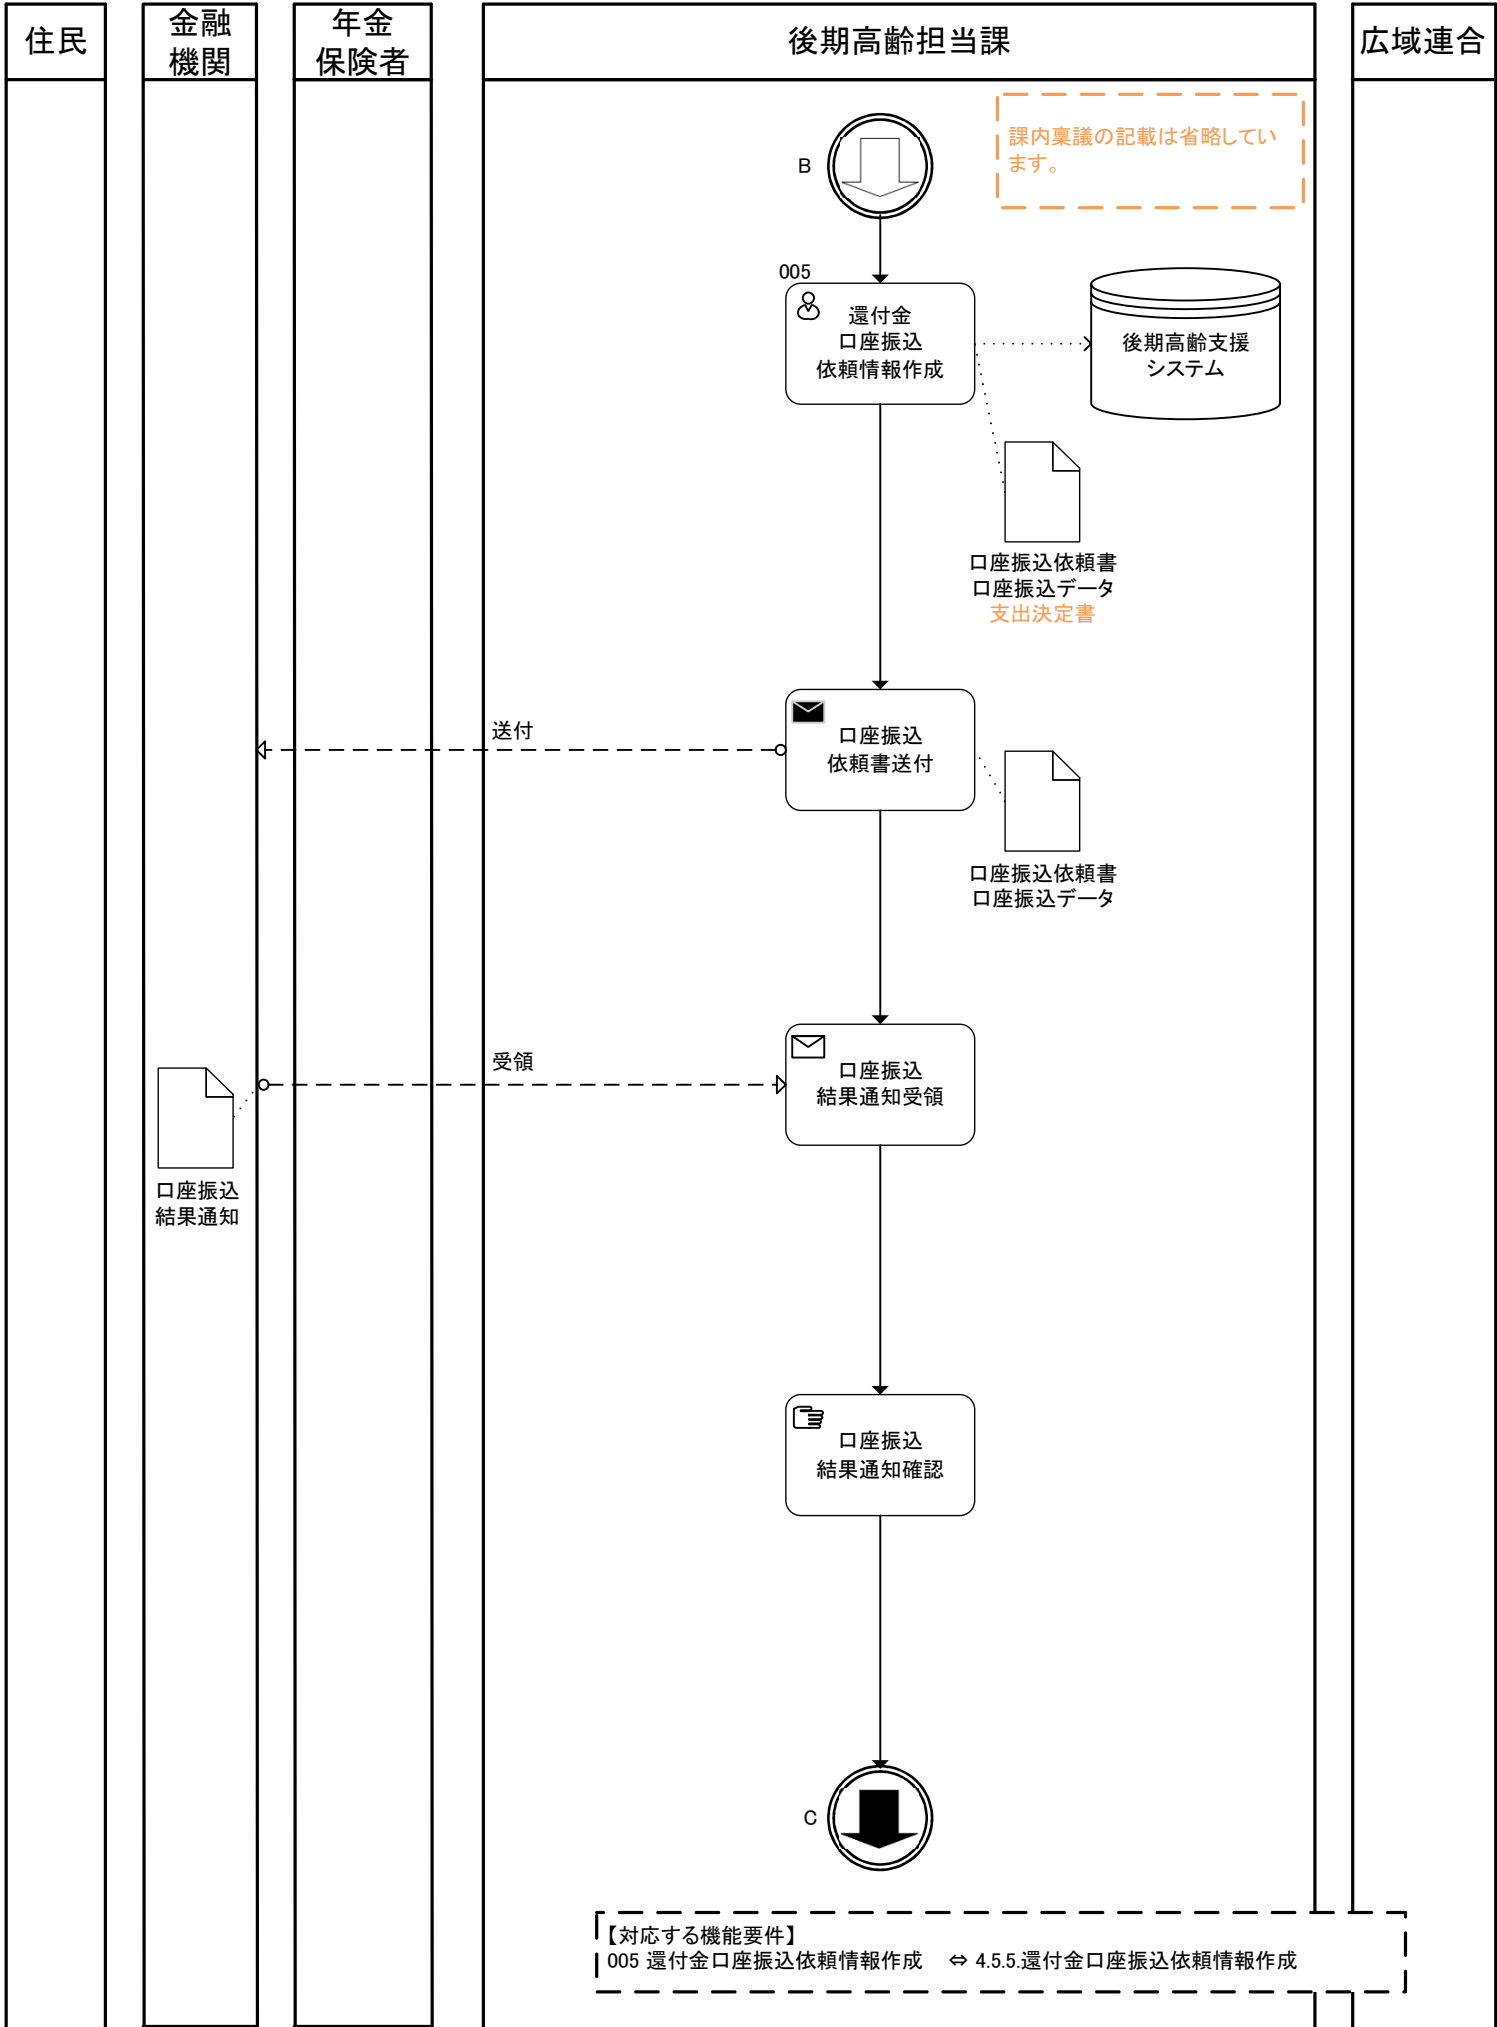 住民
金融
機関
年金
保険者
後期高齢担当課
広域連合
B
課内稟議の記載は省略してい
ます。
005
還付金
口座振込
依頼情報作成
後期高齢支援
システム
口座振込依頼書
口座振込データ
支出決定書
送付
口座振込
依頼書送付
口座振込依頼書
口座振込データ
受領
口座振込
結果通知受領
口座振込
結果通知
口座振込
結果通知確認
C
【対応する機能要件】
005 還付金口座振込依頼情報作成 ⇔ 4.5.5.還付金口座振込依頼情報作成